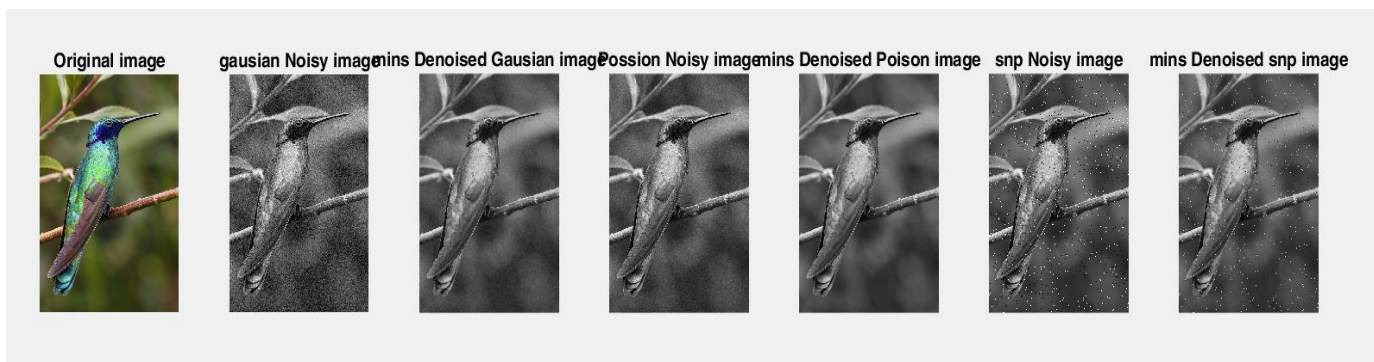 Original image
gausian Noisy image
mins Denoised Gausian image
Possion Noisy image
mins Denoised Poison image
snp Noisy image
mins Denoised snp image